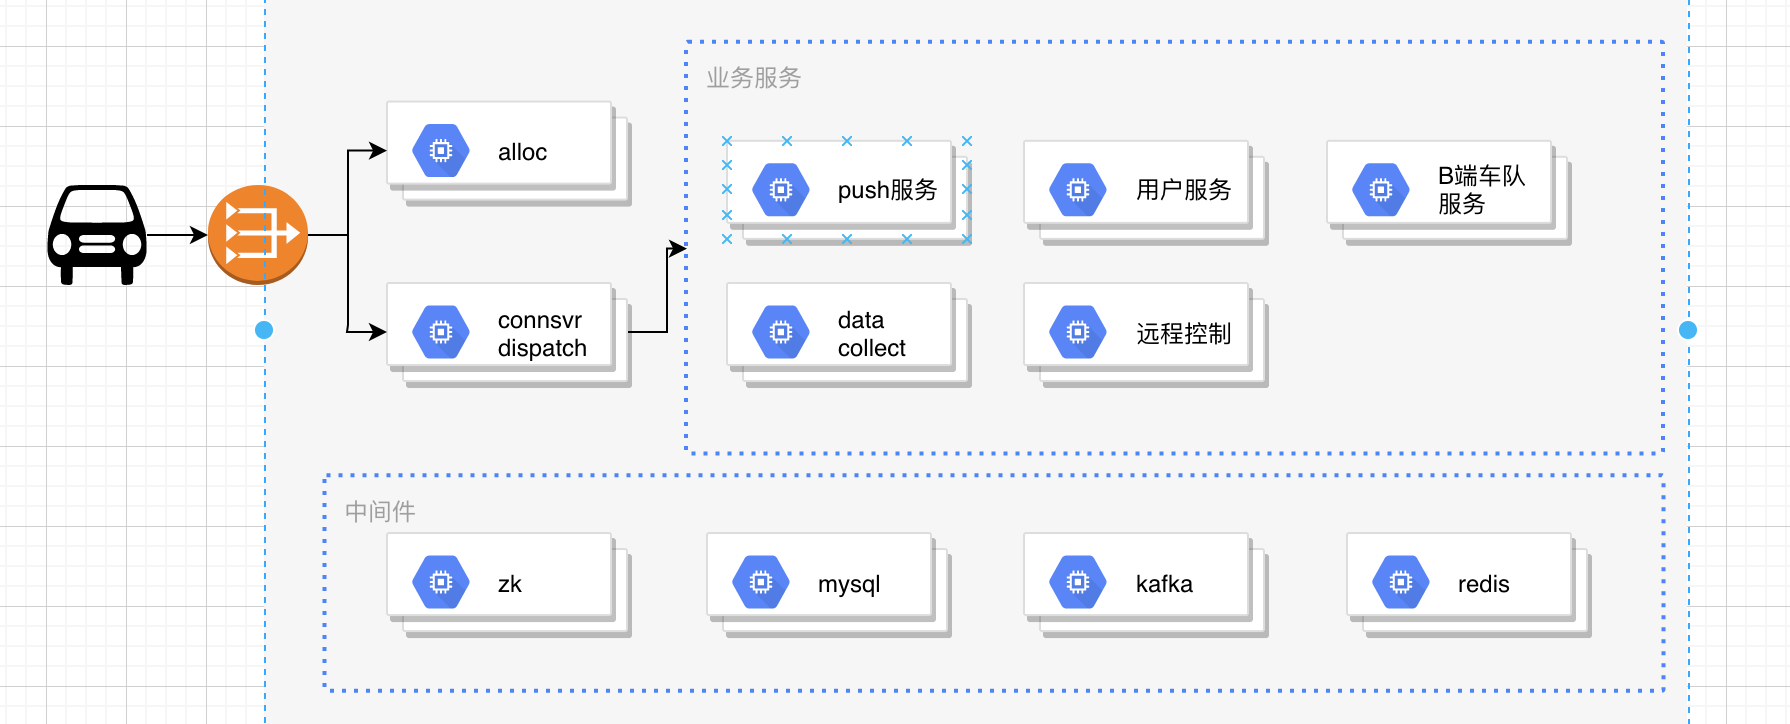 业务服务
alloc
push服务
用户服务
B端车队
服务
connsvr
dispatch
data
collect
远程控制
中间件
zk
mysql
kafka
redis